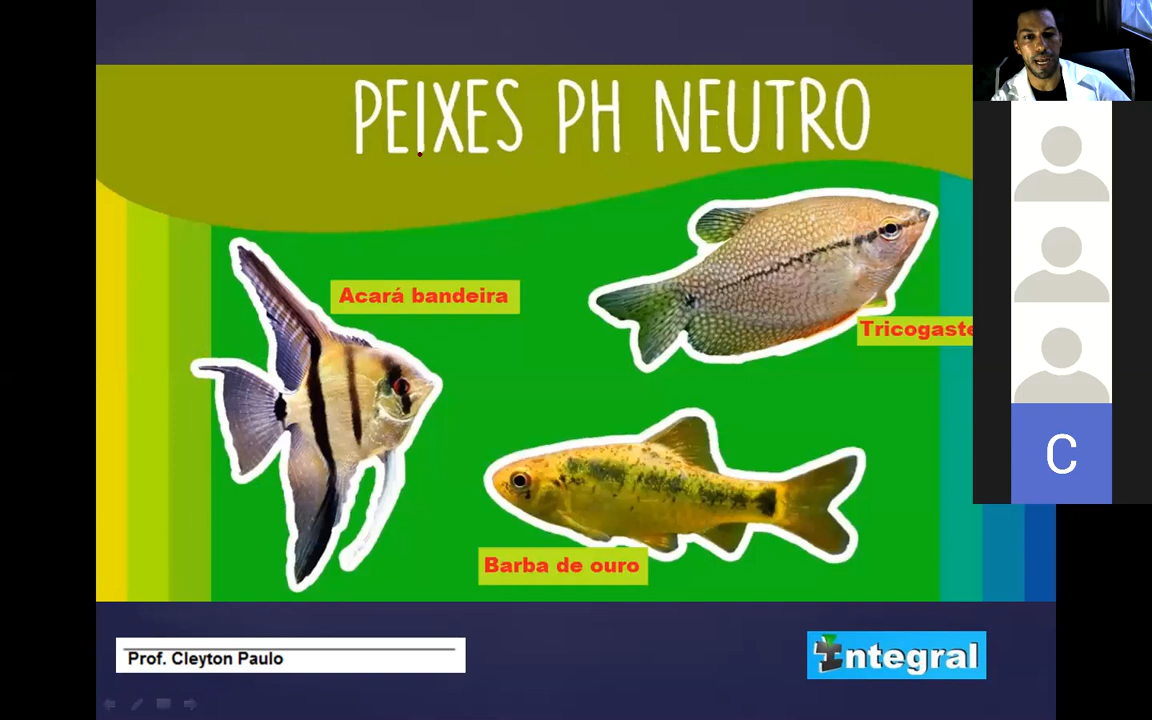 PEIXES PH NEUTRO
Acará bandeira
Tricogaste
Barba de ouro
C
Prof. Cleyton Paulo
Integral